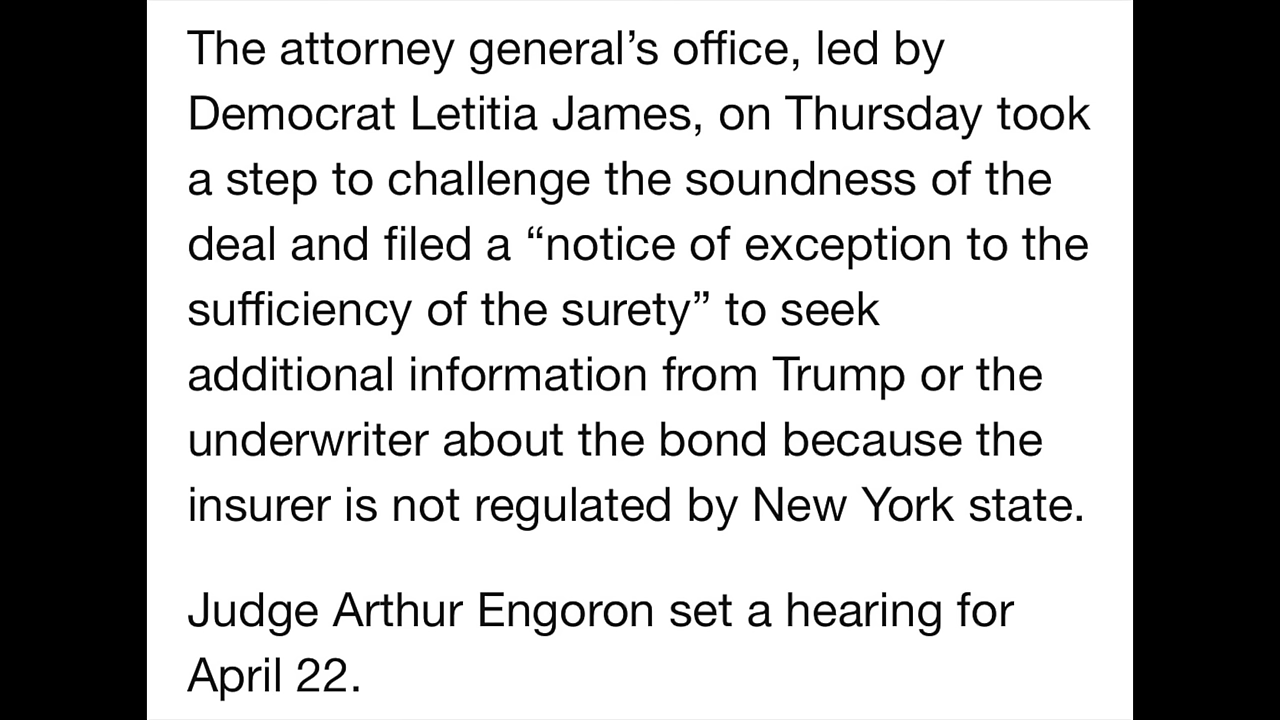 The attorney general’s office, led by
Democrat Letitia James, on Thursday took
a step to challenge the soundness of the
deal and filed a “notice of exception to the
sufficiency of the surety” to seek
additional information from Trump or the
underwriter about the bond because the
insurer is not regulated by New York state.
Judge Arthur Engoron set a hearing for
April 22.